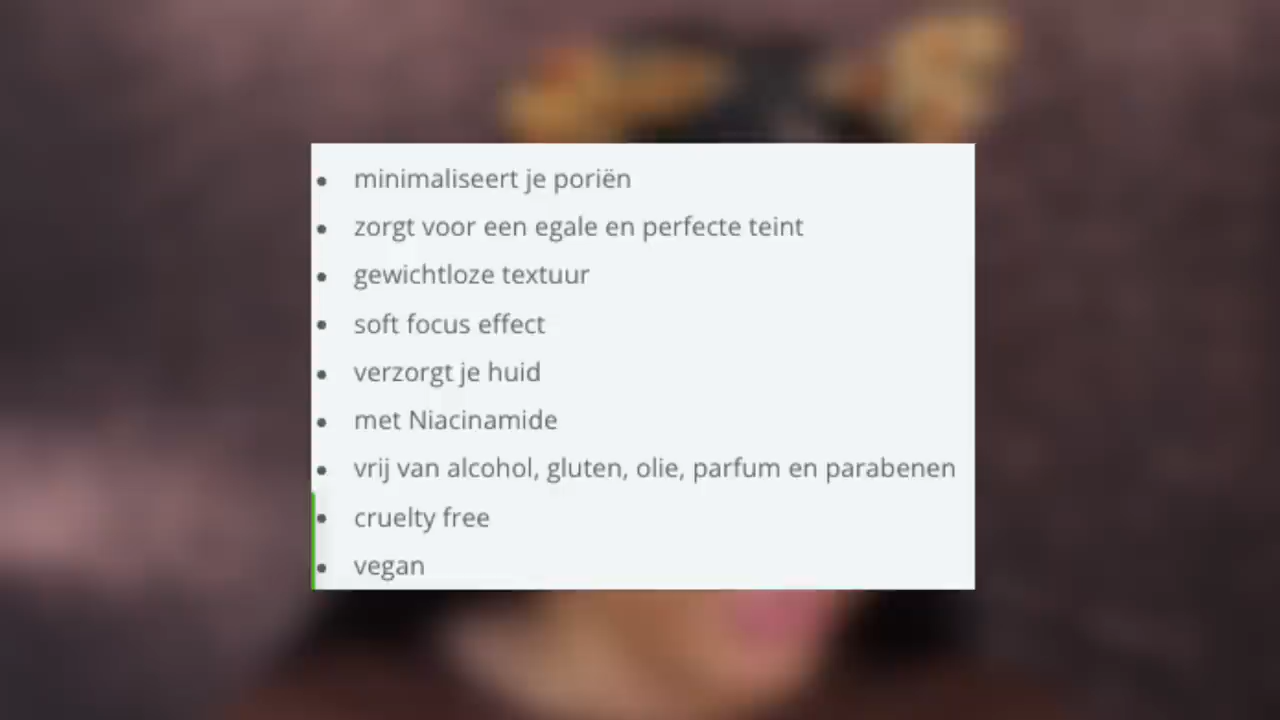 minimaliseert je poriën
zorgt voor een egale en perfecte teint
gewichtloze textuur
soft focus effect
verzorgt je huid
met Niacinamide
vrij van alcohol, gluten, olie, parfum en parabenen
cruelty free
vegan